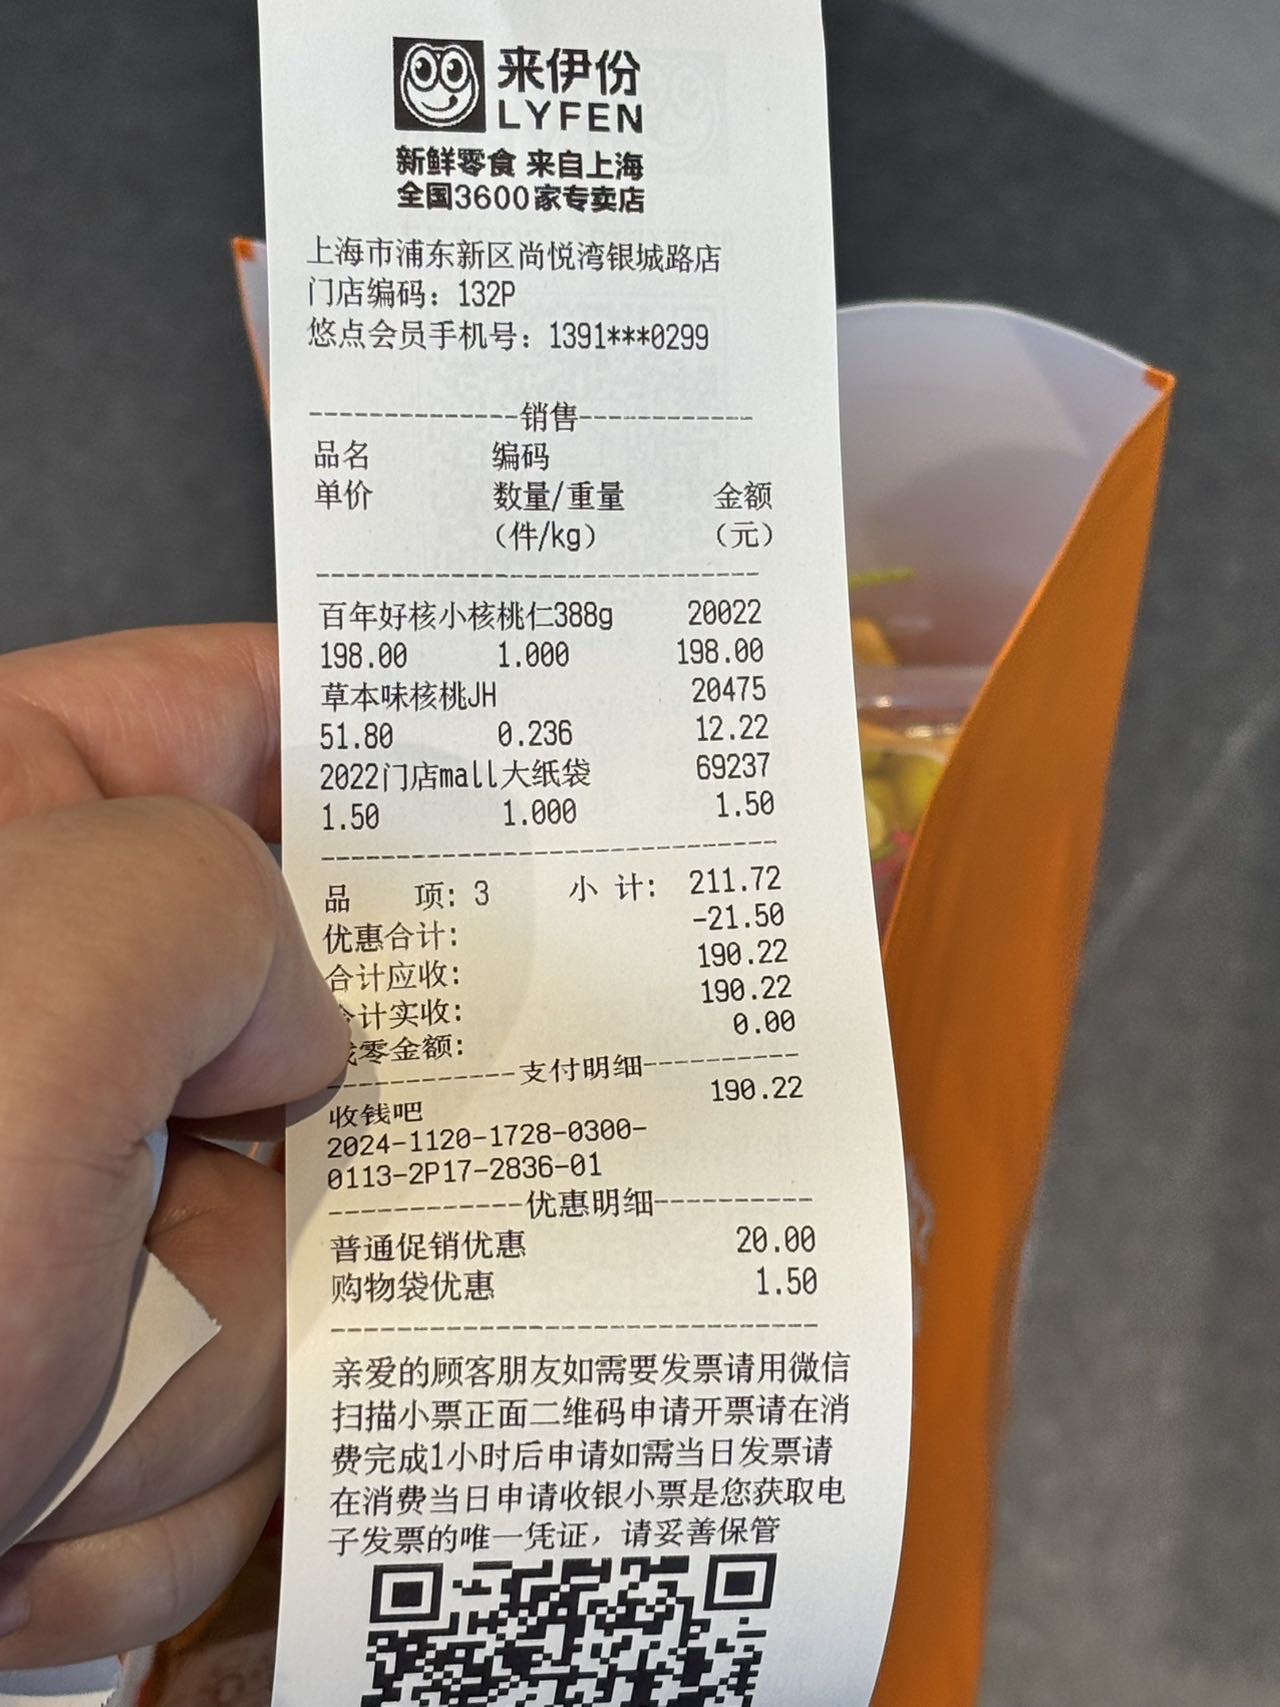 来伊份
LYFEN
新鲜零食 来自上海
全国3600家专卖店
上海市浦东新区尚悦湾银城路店
门店编码：132P
悠点会员手机号：1391***0299
--------------销售------------
品名 编码
单价 数量/重量 金额
（件/kg） （元）
------------------------------
百年好核小核桃仁388g 20022
198.00 1.000 198.00
草本味核桃JH 20475
51.80 0.236 12.22
2022门店mall大纸袋 69237
1.50 1.000 1.50
------------------------------
品 项: 3 小 计: 211.72
优惠合计: -21.50
合计应收: 190.22
计实收: 190.22
零金额: 0.00
-------------支付明细----------
收钱吧 190.22
2024-1120-1728-0300-
0113-2P17-2836-01
-------------优惠明细----------
普通促销优惠 20.00
购物袋优惠 1.50
------------------------------
亲爱的顾客朋友如需要发票请用微信
扫描小票正面二维码申请开票请在消
费完成1小时后申请如需当日发票请
在消费当日申请收银小票是您获取电
子发票的唯一凭证，请妥善保管